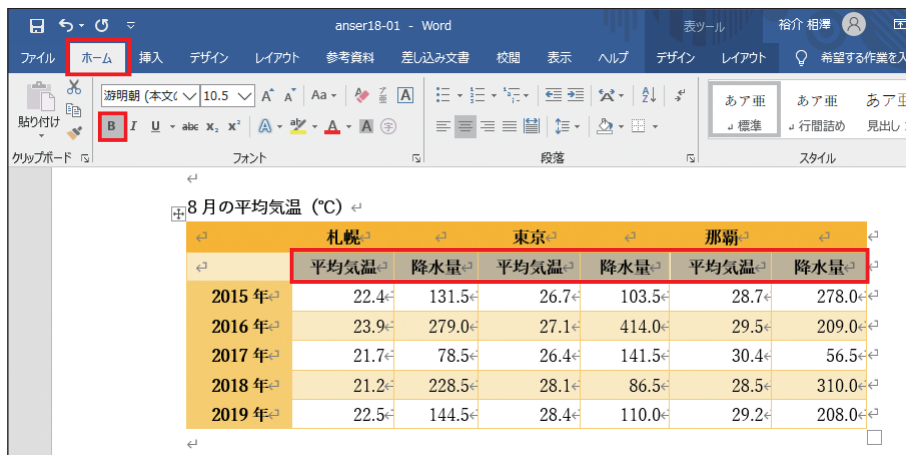 anser18-01 - Word
表ツール
裕介 相澤
ファイル ホーム 挿入 デザイン レイアウト 参考資料 差し込み文書 校閲 表示 ヘルプ デザイン レイアウト 希望する作業を入
貼り付け
游明朝 (本文( 10.5 A A Aa A
B I U abc x₂ x² A aby A A 字
あア亜 あア亜 あア亜
標準 行間詰め 見出し
クリップボード フォント 段落 スタイル
8 月の平均気温(℃)
札幌 東京 那覇
平均気温 降水量 平均気温 降水量 平均気温 降水量
2015 年 22.4 131.5 26.7 103.5 28.7 278.0
2016 年 23.9 279.0 27.1 414.0 29.5 209.0
2017 年 21.7 78.5 26.4 141.5 30.4 56.5
2018 年 21.2 228.5 28.1 86.5 28.5 310.0
2019 年 22.5 144.5 28.4 110.0 29.2 208.0